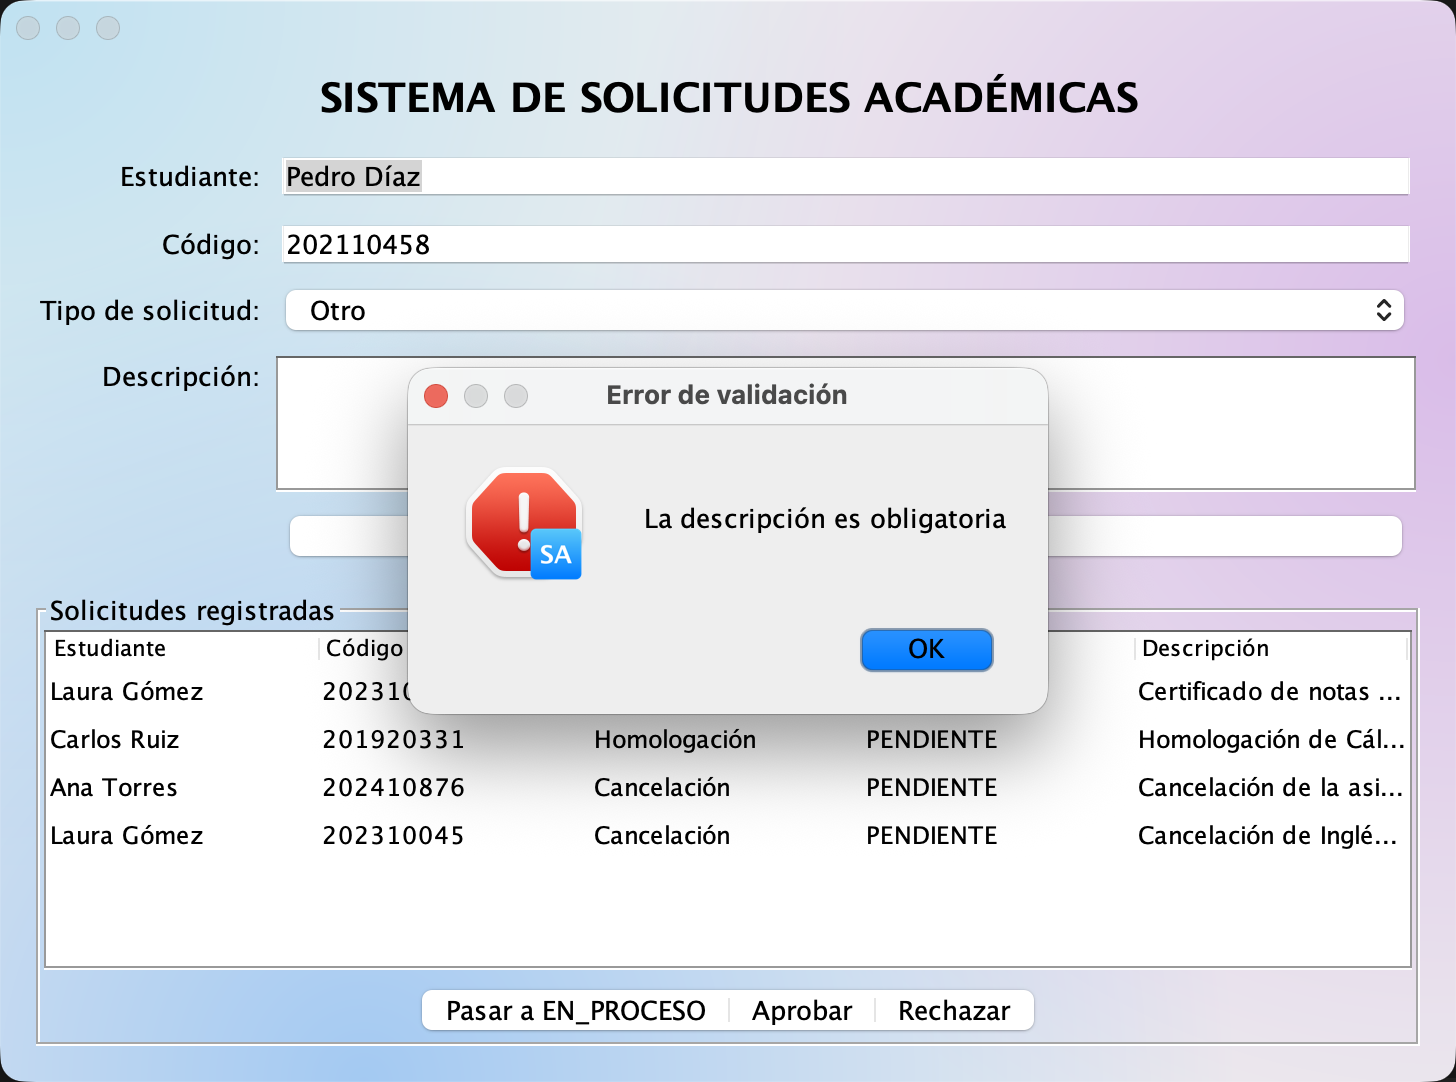 SISTEMA DE SOLICITUDES ACADÉMICAS
Estudiante: Pedro Díaz
Código: 202110458
Tipo de solicitud: Otro
Descripción:
Error de validación
La descripción es obligatoria
SA
OK
Solicitudes registradas
Estudiante Código Descripción
Laura Gómez Certificado de notas ...
Carlos Ruiz 201920331 Homologación PENDIENTE Homologación de Cál...
Ana Torres 202410876 Cancelación PENDIENTE Cancelación de la asi...
Laura Gómez 202310045 Cancelación PENDIENTE Cancelación de Inglé...
Pasar a EN_PROCESO Aprobar Rechazar